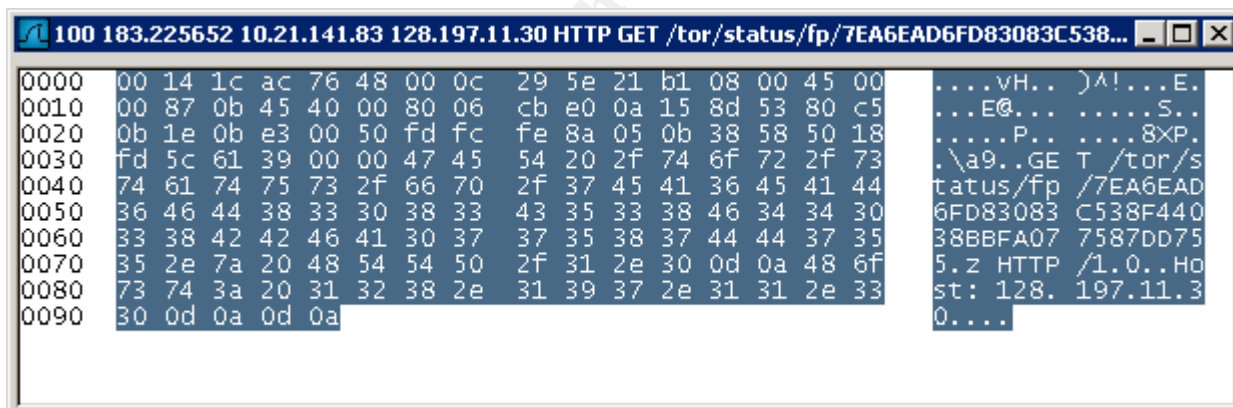 100 183.225652 10.21.141.83 128.197.11.30 HTTP GET /tor/status/fp/7EA6EAD6FD83083C538...
0000 00 14 1c ac 76 48 00 0c 29 5e 21 b1 08 00 45 00 ....vH.. )^!...E.
0010 00 87 0b 45 40 00 80 06 cb e0 0a 15 8d 53 80 c5 ...E@... .....S..
0020 0b 1e 0b e3 00 50 fd fc fe 8a 05 0b 38 58 50 18 .....P.. ....8XP.
0030 fd 5c 61 39 00 00 47 45 54 20 2f 74 6f 72 2f 73 .\a9..GE T /tor/s
0040 74 61 74 75 73 2f 66 70 2f 37 45 41 36 45 41 44 tatus/fp /7EA6EAD
0050 36 46 44 38 33 30 38 33 43 35 33 38 46 34 34 30 6FD83083 C538F440
0060 33 38 42 42 46 41 30 37 37 35 38 37 44 44 37 35 38BBFA07 7587DD75
0070 35 2e 7a 20 48 54 54 50 2f 31 2e 30 0d 0a 48 6f 5.z HTTP /1.0..Ho
0080 73 74 3a 20 31 32 38 2e 31 39 37 2e 31 31 2e 33 st: 128. 197.11.3
0090 30 0d 0a 0d 0a 0....